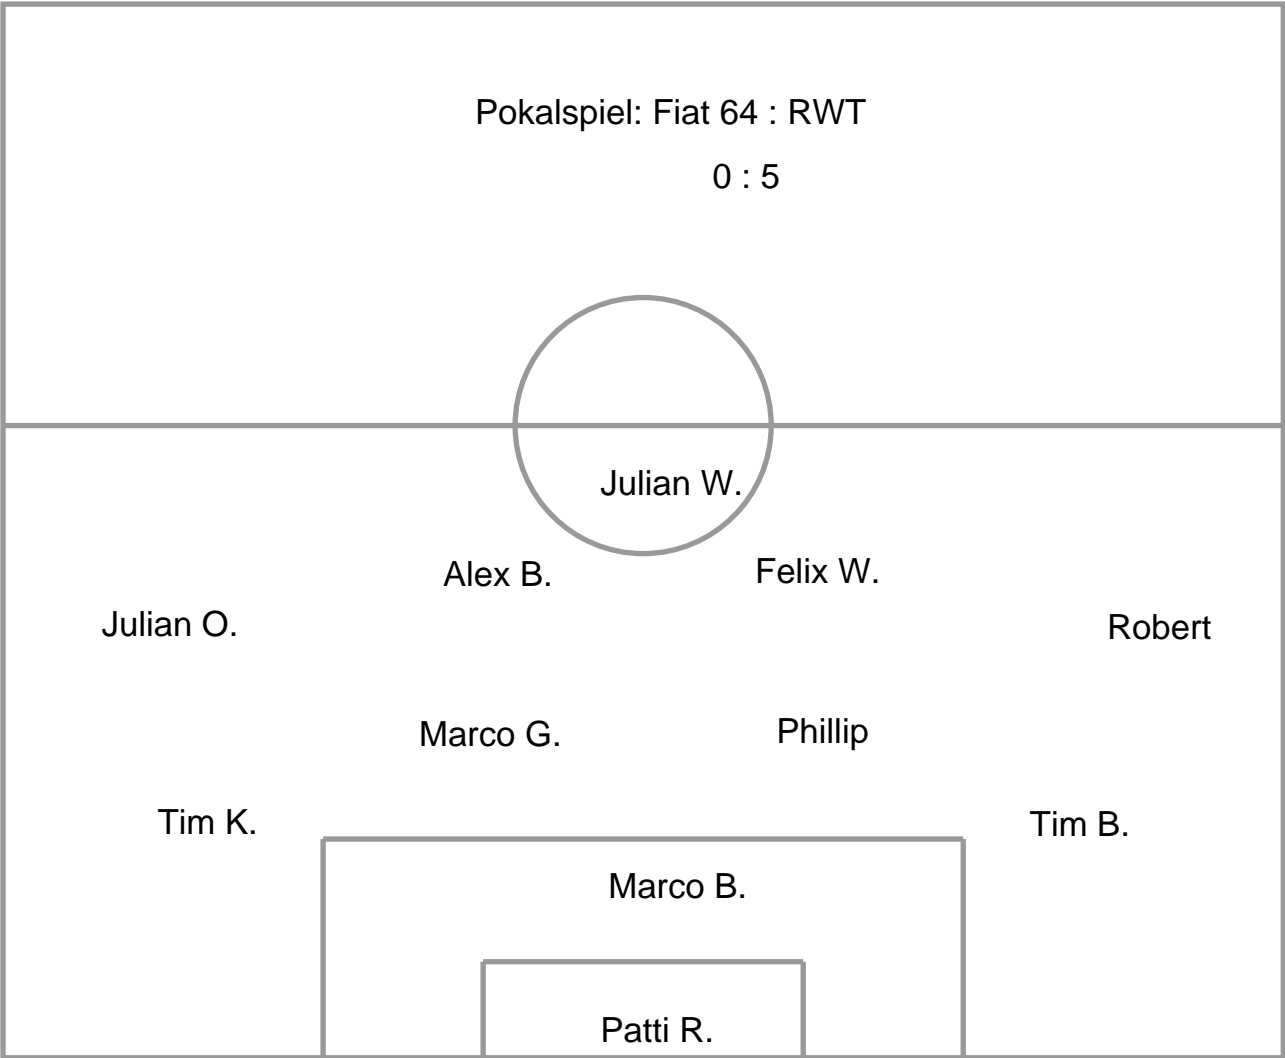 Pokalspiel: Fiat 64 : RWT
0 : 5
Julian W.
Alex B.
Felix W.
Julian O.
Robert
Marco G.
Phillip
Tim K.
Tim B.
Marco B.
Patti R.